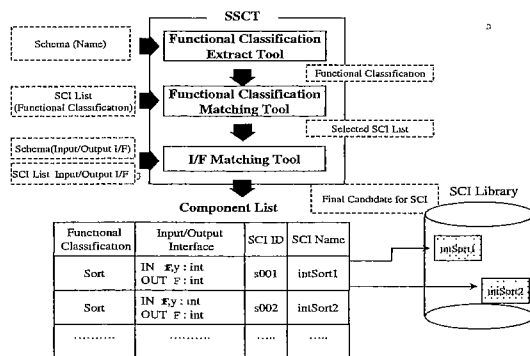 SSCT
Schema (Name)
Functional Classification
Extract Tool
Functional Classification
SCI List
(Functional Classification)
Functional Classification
Matching Tool
Selected SCI List
Schema(Input/Output I/F)
SCI List Input/Output I/F
I/F Matching Tool
Final Candidate for SCI
Component List
SCI Library
Functional
Classification
Input/Output
Interface
SCI ID
SCI Name
Sort
IN F,y : int
OUT F : int
s001
intSort1
Sort
IN F,y : int
OUT F : int
s002
intSort2
..........
..........
.....
.....
intSort1
intSort2